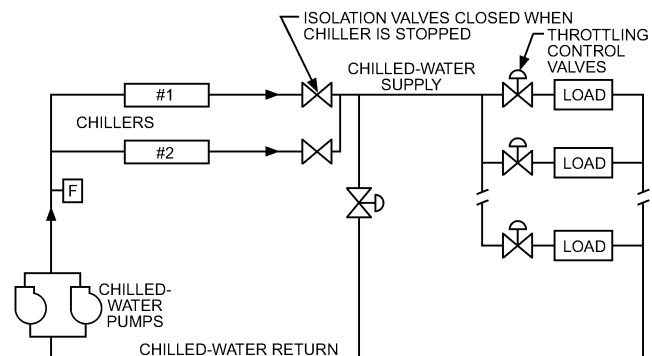 ISOLATION VALVES CLOSED WHEN
CHILLER IS STOPPED
THROTTLING
CONTROL
VALVES
CHILLED-WATER
SUPPLY
#1
LOAD
CHILLERS
#2
LOAD
F
LOAD
CHILLED-
WATER
PUMPS
CHILLED-WATER RETURN